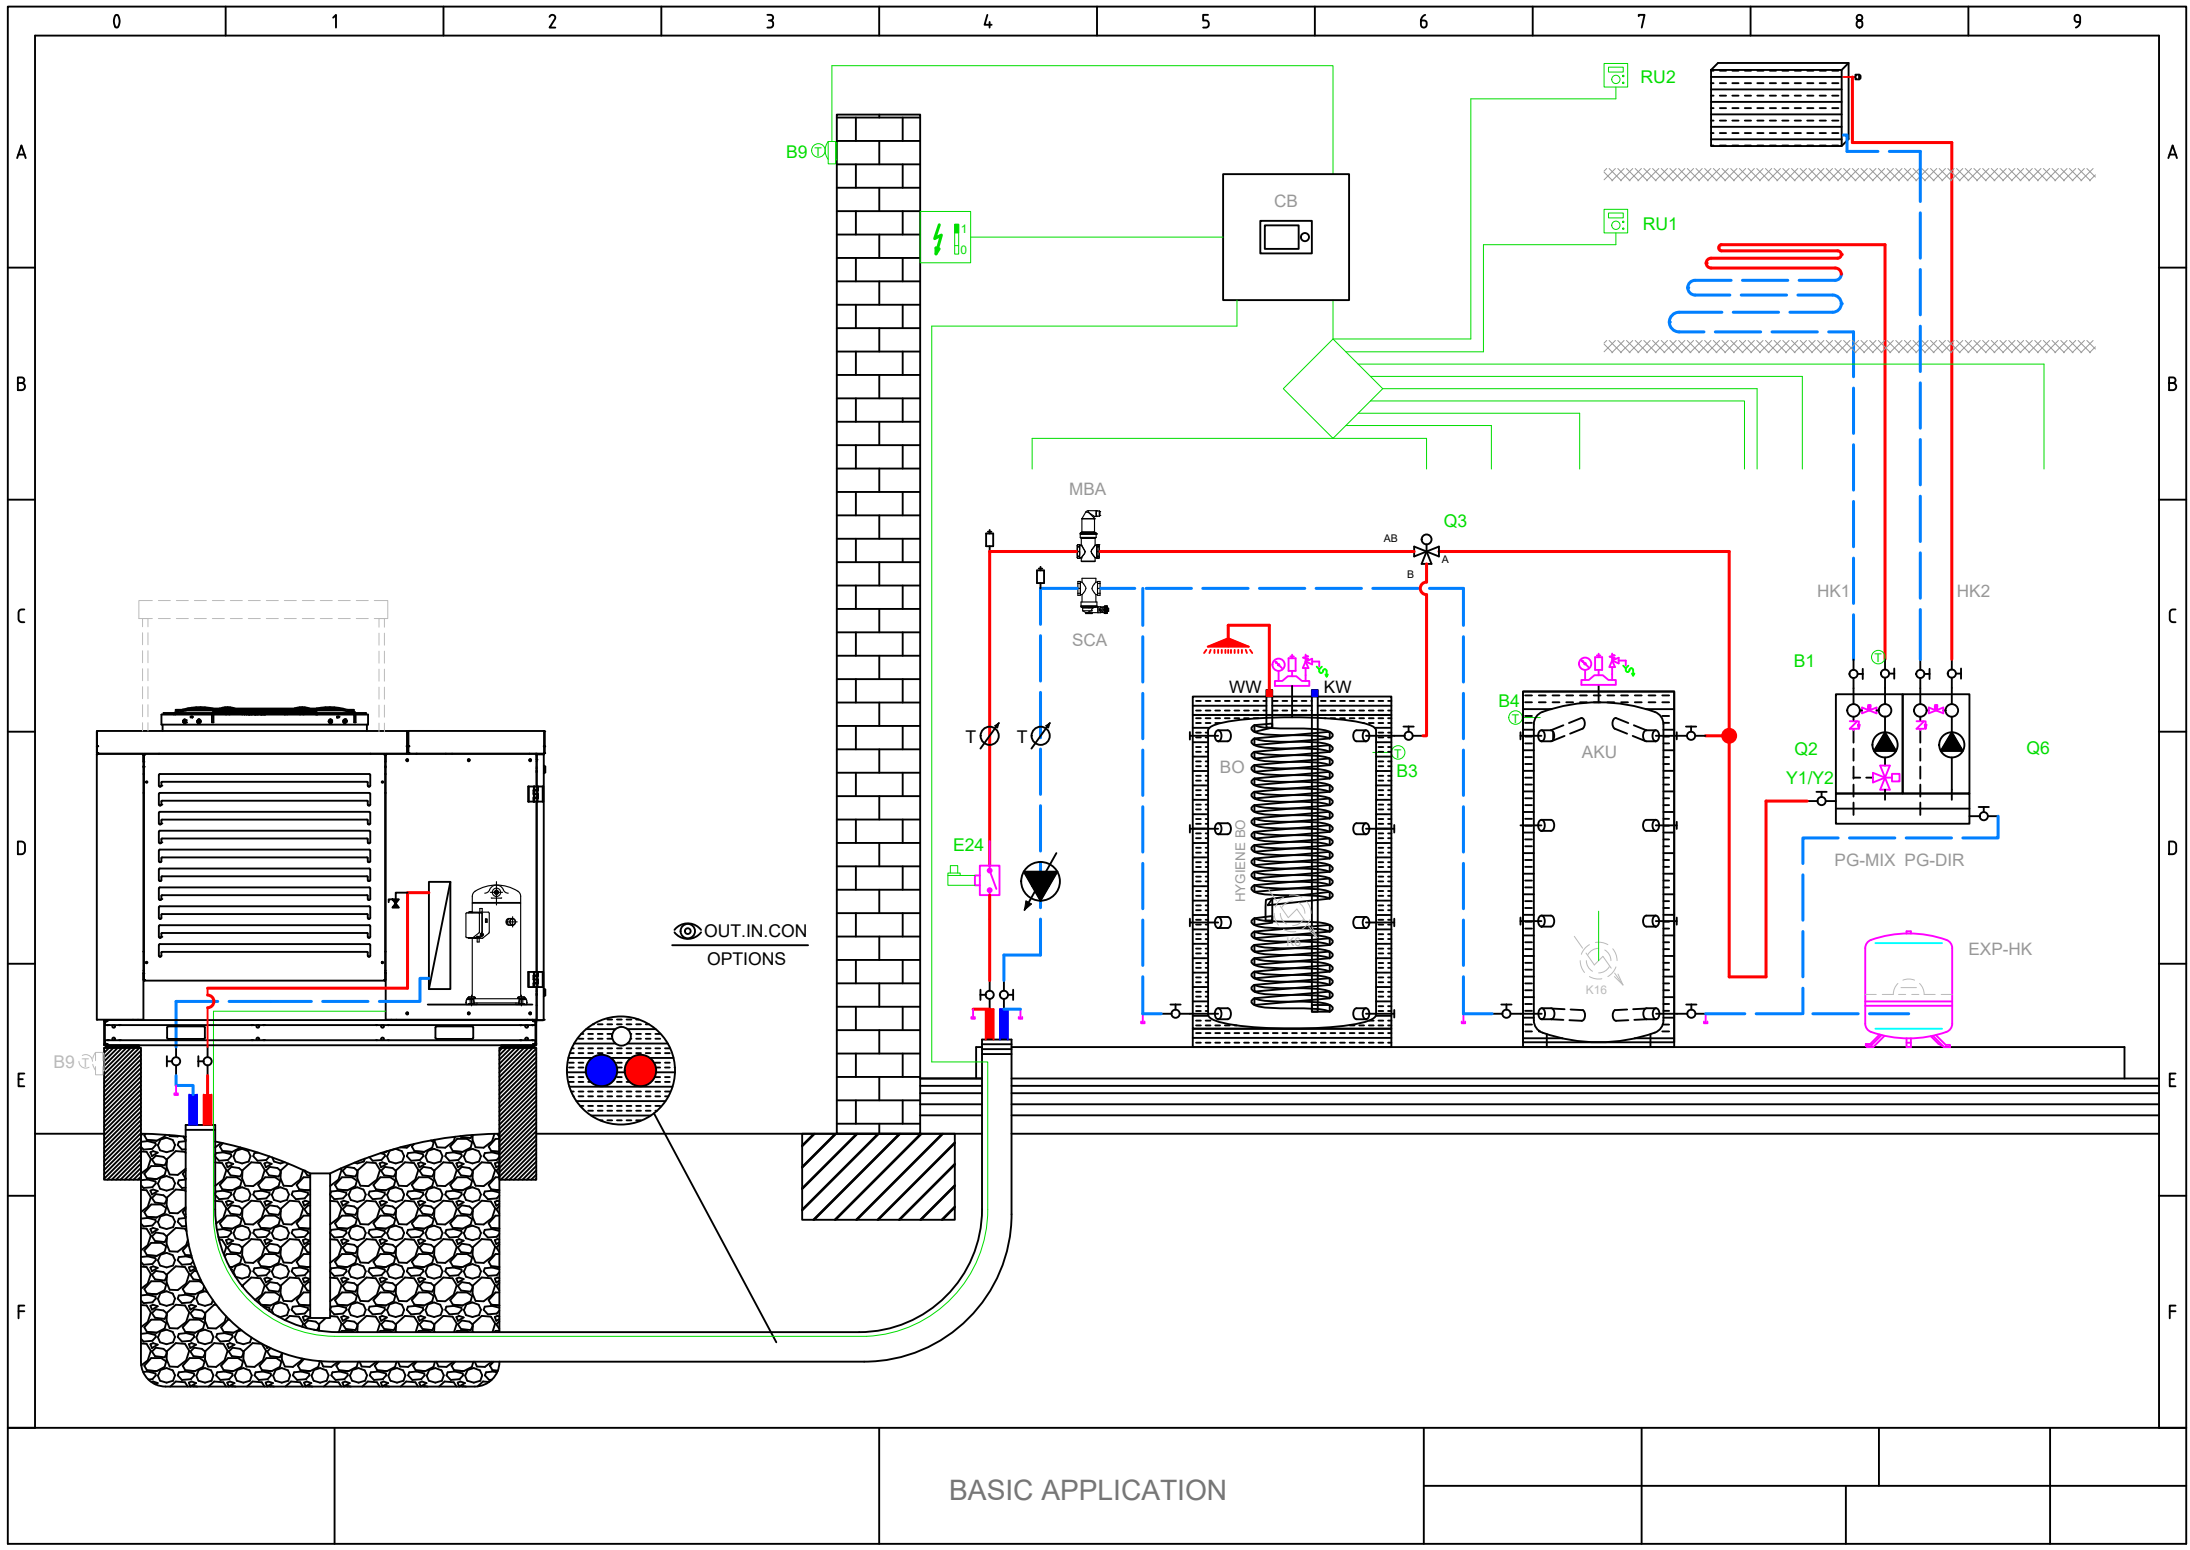 0 1 2 3 4 5 6 7 8 9
RU2
A
B9 T
A
CB
1
0
RU1
B
B
MBA
Q3
AB
A
B
HK1
HK2
C
C
SCA
B1
T
WW
KW
B4
T
T
T
BO
T
B3
AKU
Q2
Q6
Y1/Y2
D
E24
HYGIENE BO
PG-MIX PG-DIR
D
OUT.IN.CON
OPTIONS
EXP-HK
K16
B9 T
E
E
F
F
BASIC APPLICATION